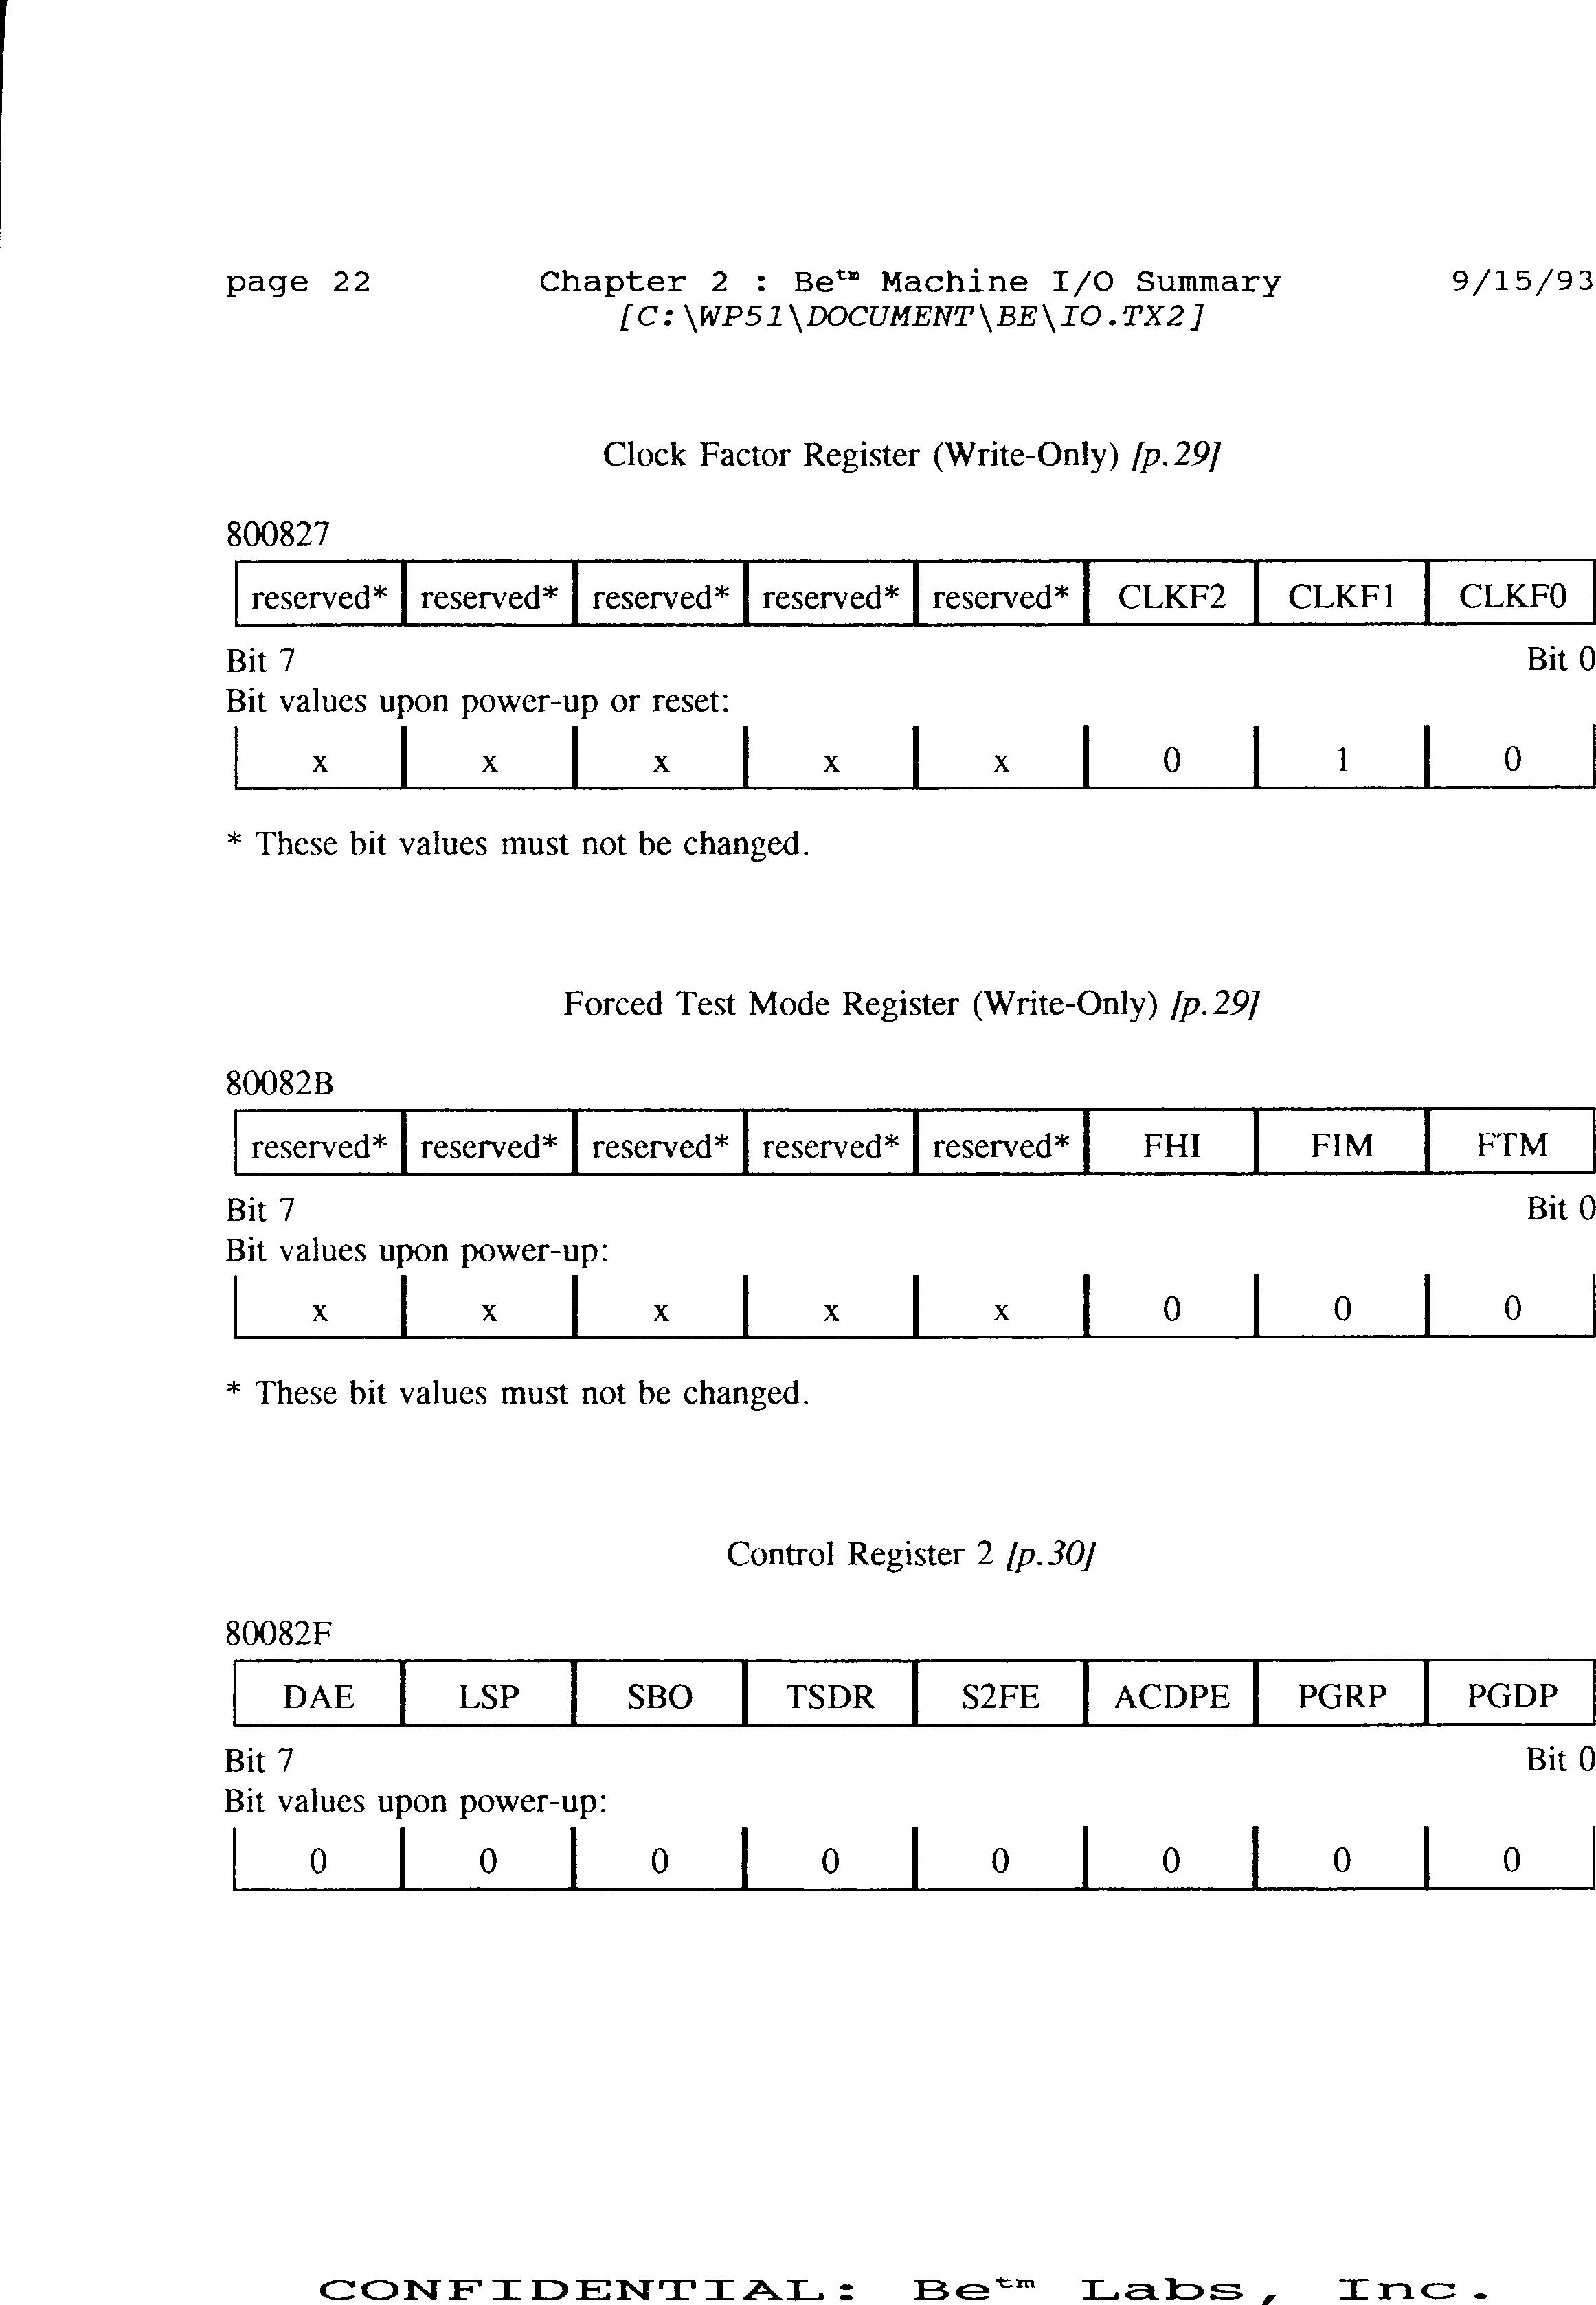 page 22 Chapter 2 : Be™ Machine I/O Summary 9/15/93
[C:\WP51\DOCUMENT\BE\IO.TX2]
Clock Factor Register (Write-Only) [p.29]
800827
reserved* reserved* reserved* reserved* reserved* CLKF2 CLKF1 CLKF0
Bit 7 Bit 0
Bit values upon power-up or reset:
x x x x x 0 1 0
* These bit values must not be changed.
Forced Test Mode Register (Write-Only) [p.29]
80082B
reserved* reserved* reserved* reserved* reserved* FHI FIM FTM
Bit 7 Bit 0
Bit values upon power-up:
x x x x x 0 0 0
* These bit values must not be changed.
Control Register 2 [p.30]
80082F
DAE LSP SBO TSDR S2FE ACDPE PGRP PGDP
Bit 7 Bit 0
Bit values upon power-up:
0 0 0 0 0 0 0 0
CONFIDENTIAL: Be™ Labs, Inc.